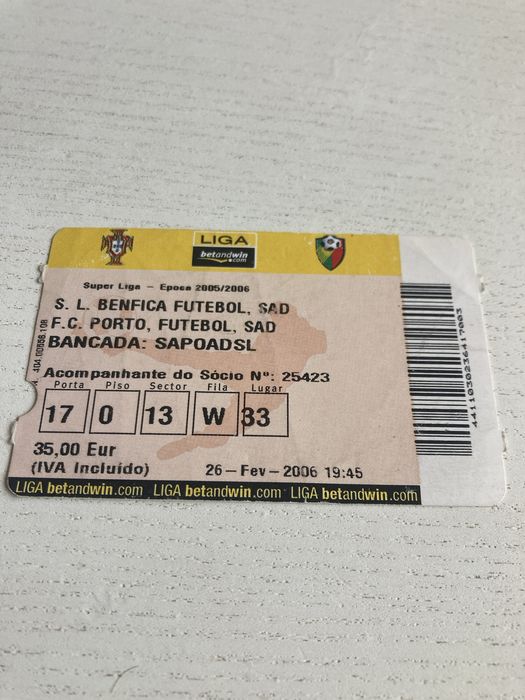 LIGA
betandwin
.com
Super Liga – Epoca 2005/2006
S. L. BENFICA FUTEBOL, SAD
F.C. PORTO, FUTEBOL, SAD
BANCADA: SAPOADSL
Acompanhante do Sócio Nº: 25423
Porta Piso Sector Fila Lugar
17 0 13 W 33
35,00 Eur
(IVA Incluído) 26–Fev–2006 19:45
LIGA betandwin.com LIGA betandwin.com LIGA betandwin.com
4411030236417003